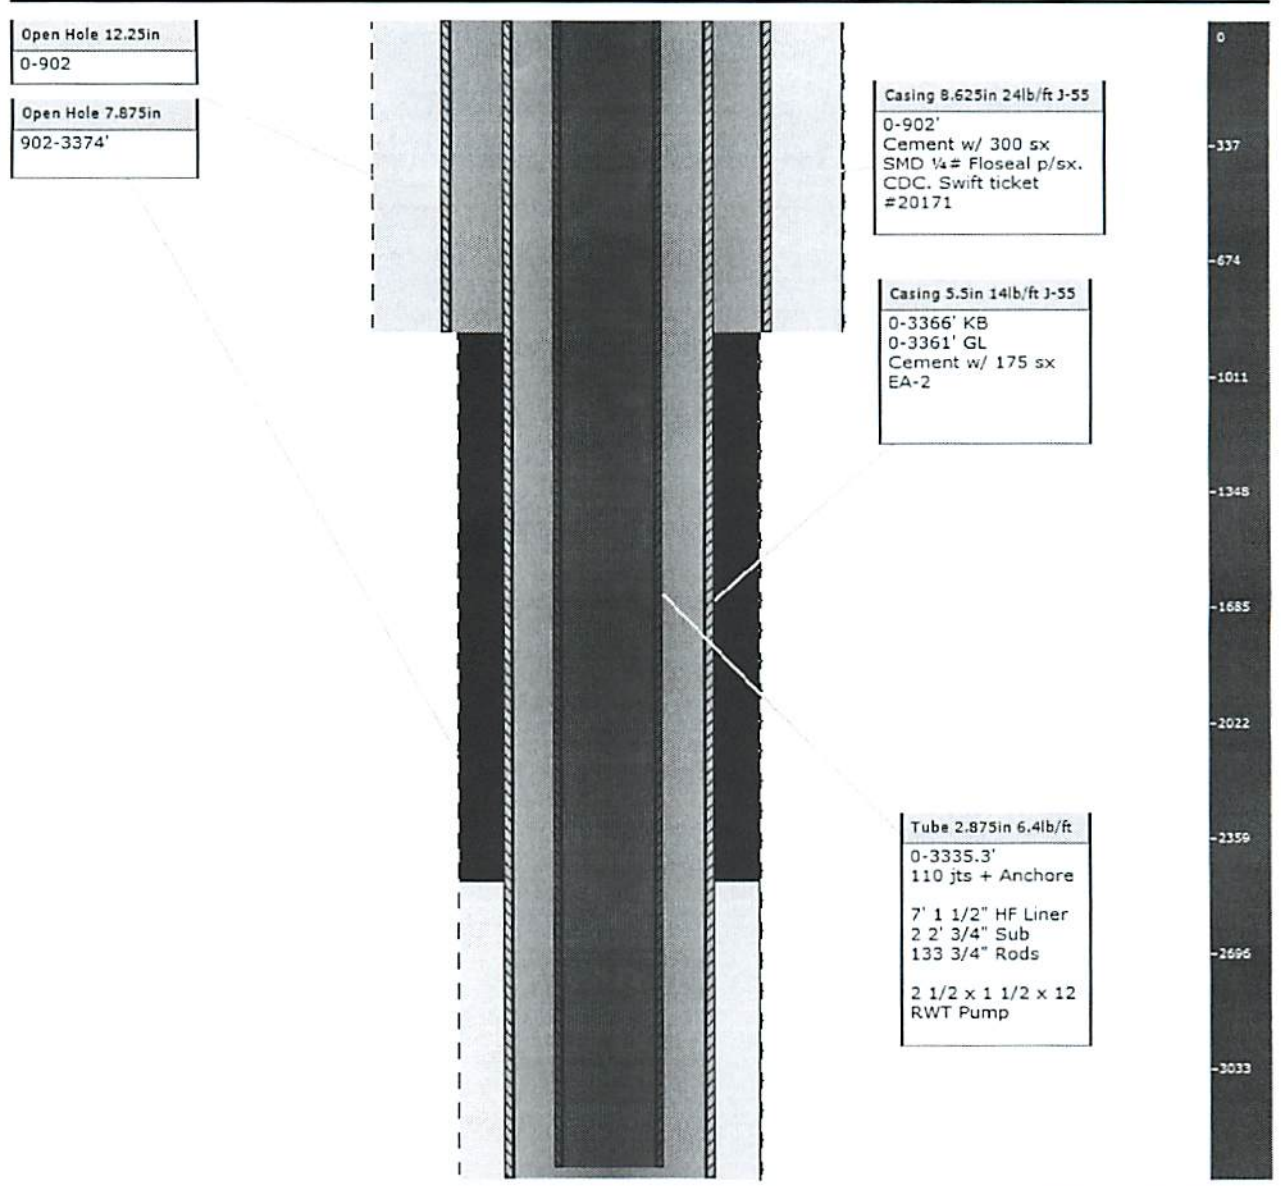 Open Hole 12.25in
0-902
Open Hole 7.875in
902-3374'
Casing 8.625in 24lb/ft J-55
0-902'
Cement w/ 300 sx
SMD ¼# Floseal p/sx.
CDC. Swift ticket
#20171
Casing 5.5in 14lb/ft J-55
0-3366' KB
0-3361' GL
Cement w/ 175 sx
EA-2
Tube 2.875in 6.4lb/ft
0-3335.3'
110 jts + Anchore
7' 1 1/2" HF Liner
2 2' 3/4" Sub
133 3/4" Rods
2 1/2 x 1 1/2 x 12
RWT Pump
0
-337
-674
-1011
-1348
-1685
-2022
-2359
-2696
-3033